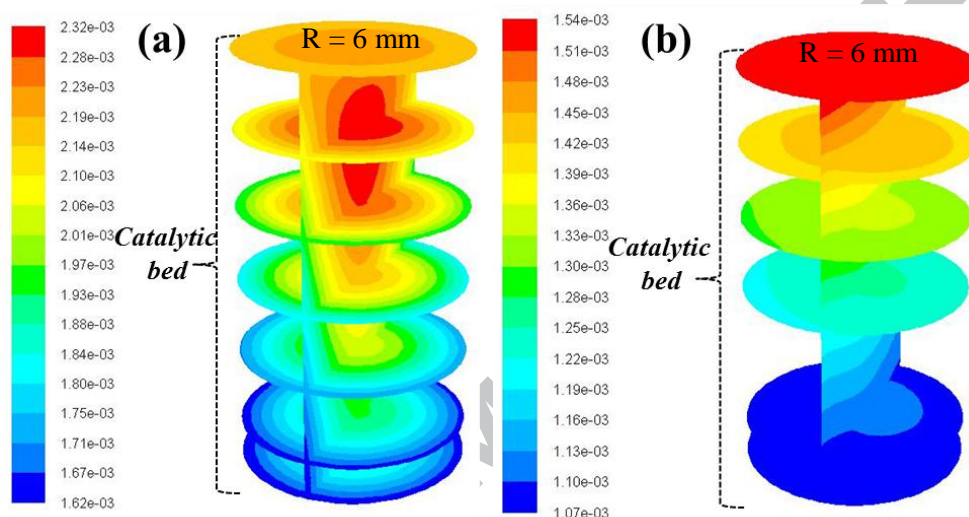 (a)
R = 6 mm
2.32e-03
2.28e-03
2.23e-03
2.19e-03
2.14e-03
2.10e-03
2.06e-03
2.01e-03
1.97e-03
1.93e-03
1.88e-03
1.84e-03
1.80e-03
1.75e-03
1.71e-03
1.67e-03
1.62e-03
Catalytic
bed
(b)
R = 6 mm
1.54e-03
1.51e-03
1.48e-03
1.45e-03
1.42e-03
1.39e-03
1.36e-03
1.33e-03
1.30e-03
1.28e-03
1.25e-03
1.22e-03
1.19e-03
1.16e-03
1.13e-03
1.10e-03
1.07e-03
Catalytic
bed